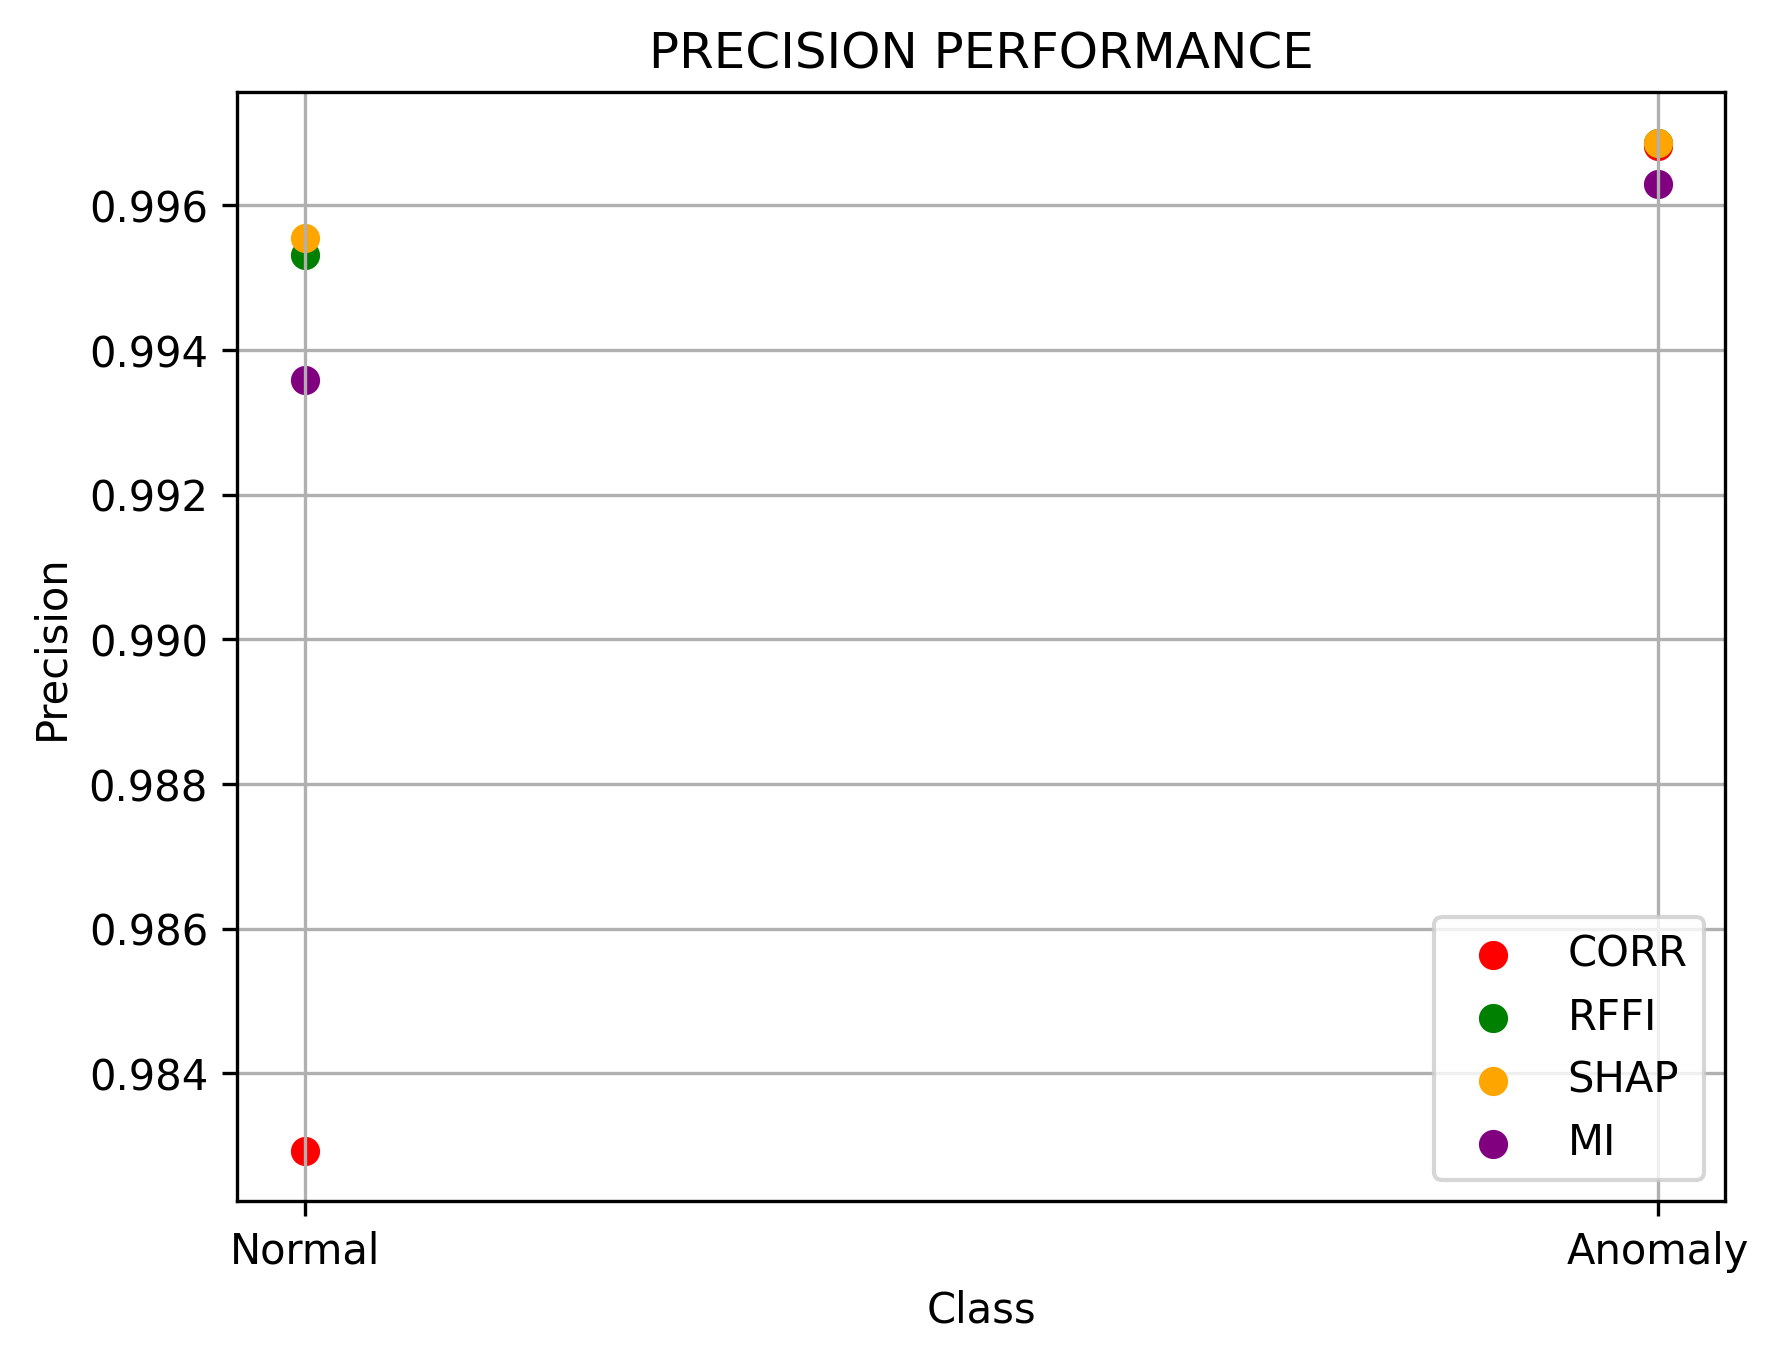 PRECISION PERFORMANCE
Precision
0.996
0.994
0.992
0.990
0.988
0.986
0.984
CORR
RFFI
SHAP
MI
Normal
Anomaly
Class